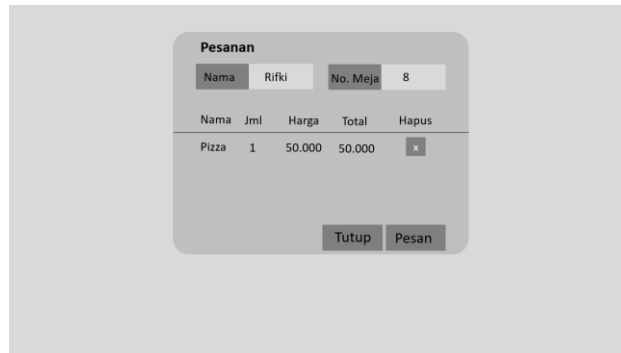 Pesanan
Nama Rifki No. Meja 8
Nama Jml Harga Total Hapus
Pizza 1 50.000 50.000 x
Tutup Pesan